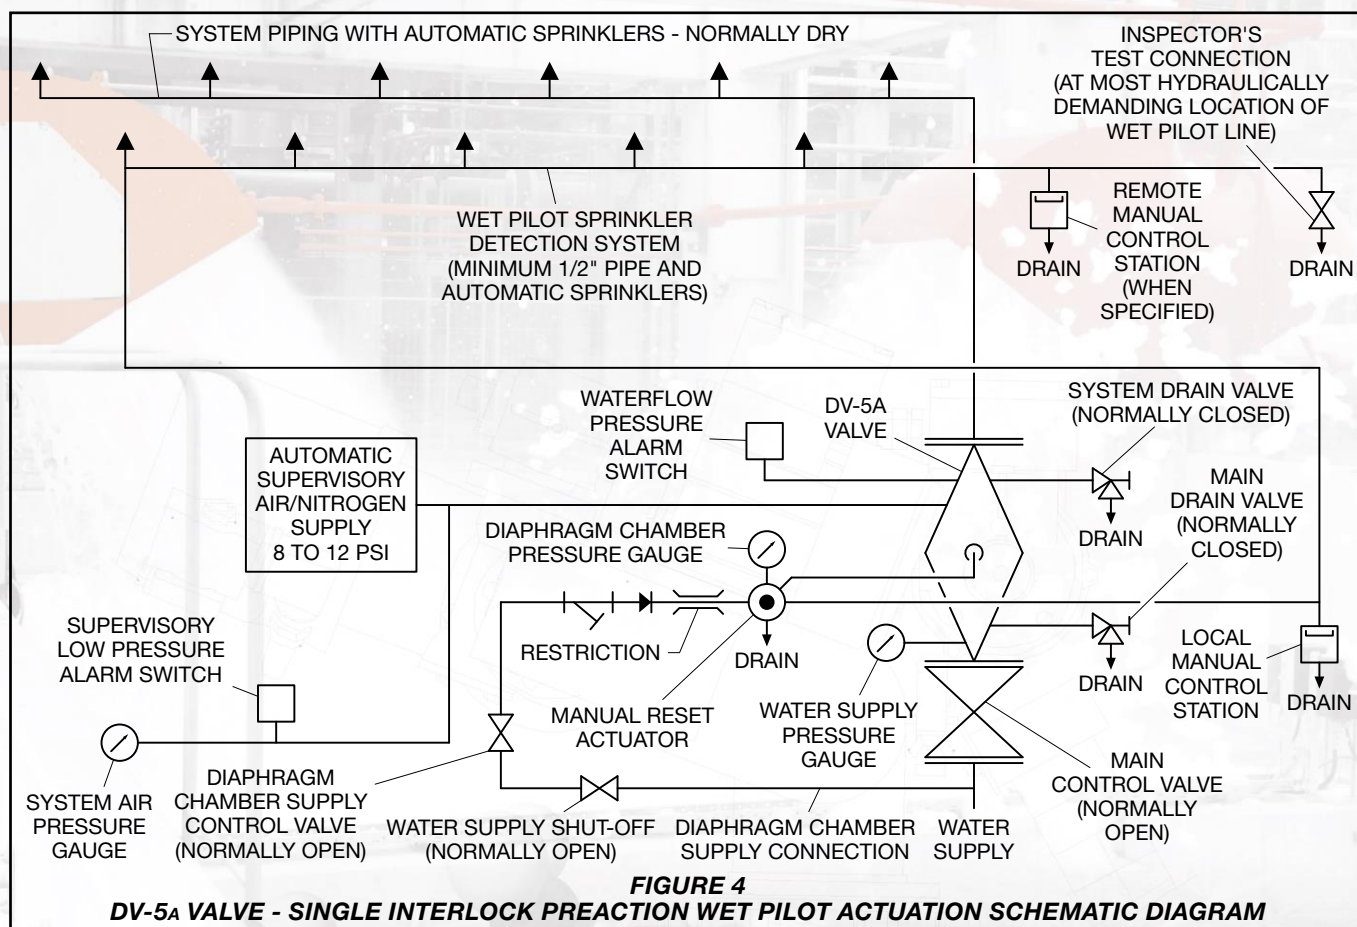 SYSTEM PIPING WITH AUTOMATIC SPRINKLERS - NORMALLY DRY
INSPECTOR'S
TEST CONNECTION
(AT MOST HYDRAULICALLY
DEMANDING LOCATION OF
WET PILOT LINE)
WET PILOT SPRINKLER
DETECTION SYSTEM
(MINIMUM 1/2" PIPE AND
AUTOMATIC SPRINKLERS)
DRAIN
REMOTE
MANUAL
CONTROL
STATION
(WHEN
SPECIFIED)
DRAIN
WATERFLOW
PRESSURE
ALARM
SWITCH
DV-5A
VALVE
SYSTEM DRAIN VALVE
(NORMALLY CLOSED)
AUTOMATIC
SUPERVISORY
AIR/NITROGEN
SUPPLY
8 TO 12 PSI
DIAPHRAGM CHAMBER
PRESSURE GAUGE
DRAIN
MAIN
DRAIN VALVE
(NORMALLY
CLOSED)
SUPERVISORY
LOW PRESSURE
ALARM SWITCH
RESTRICTION
DRAIN
DRAIN
LOCAL
MANUAL
CONTROL
STATION
DRAIN
MANUAL RESET
ACTUATOR
WATER SUPPLY
PRESSURE
GAUGE
MAIN
CONTROL VALVE
(NORMALLY
OPEN)
SYSTEM AIR
PRESSURE
GAUGE
DIAPHRAGM
CHAMBER SUPPLY
CONTROL VALVE
(NORMALLY OPEN)
WATER SUPPLY SHUT-OFF
(NORMALLY OPEN)
DIAPHRAGM CHAMBER
SUPPLY CONNECTION
WATER
SUPPLY
FIGURE 4
DV-5A VALVE - SINGLE INTERLOCK PREACTION WET PILOT ACTUATION SCHEMATIC DIAGRAM